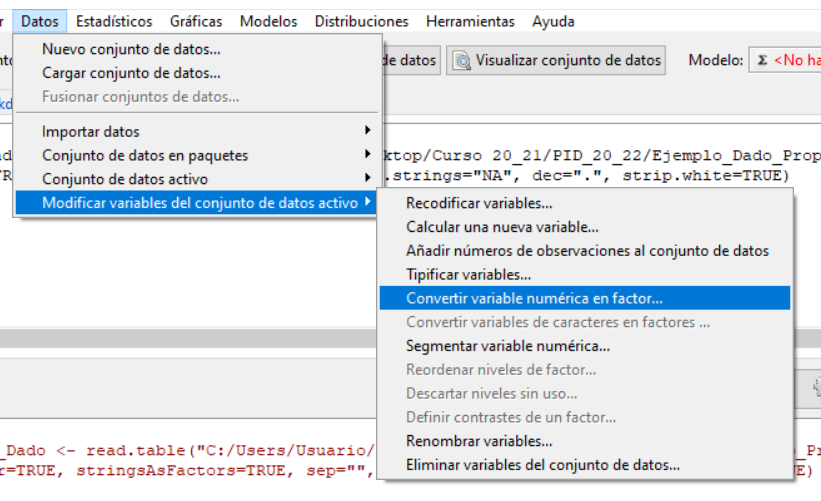 Datos Estadísticos Gráficas Modelos Distribuciones Herramientas Ayuda
Nuevo conjunto de datos...
Cargar conjunto de datos...
Fusionar conjuntos de datos...
de datos Visualizar conjunto de datos Modelo: Σ <No ha
Importar datos
Conjunto de datos en paquetes
Conjunto de datos activo
Modificar variables del conjunto de datos activo
ktop/Curso 20_21/PID_20_22/Ejemplo_Dado_Prop
.strings="NA", dec=".", strip.white=TRUE)
Recodificar variables...
Calcular una nueva variable...
Añadir números de observaciones al conjunto de datos
Tipificar variables...
Convertir variable numérica en factor...
Convertir variables de caracteres en factores ...
Segmentar variable numérica...
Reordenar niveles de factor...
Descartar niveles sin uso...
Definir contrastes de un factor...
Renombrar variables...
Eliminar variables del conjunto de datos...
_Dado <- read.table("C:/Users/Usuario/
r=TRUE, stringsAsFactors=TRUE, sep="",